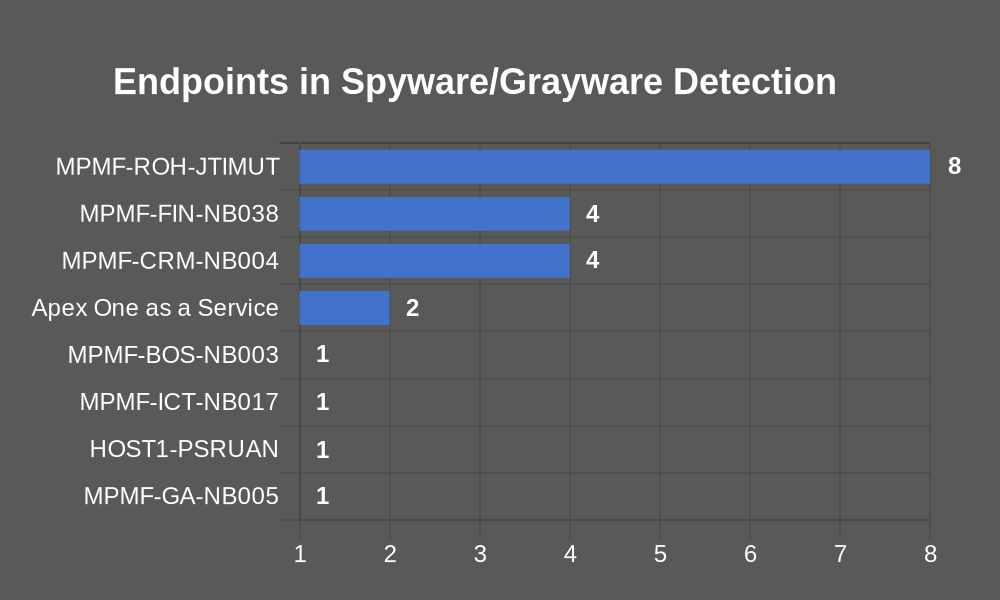 Endpoints in Spyware/Grayware Detection
MPMF-ROH-JTIMUT 8
MPMF-FIN-NB038 4
MPMF-CRM-NB004 4
Apex One as a Service 2
MPMF-BOS-NB003 1
MPMF-ICT-NB017 1
HOST1-PSRUAN 1
MPMF-GA-NB005 1
1 2 3 4 5 6 7 8